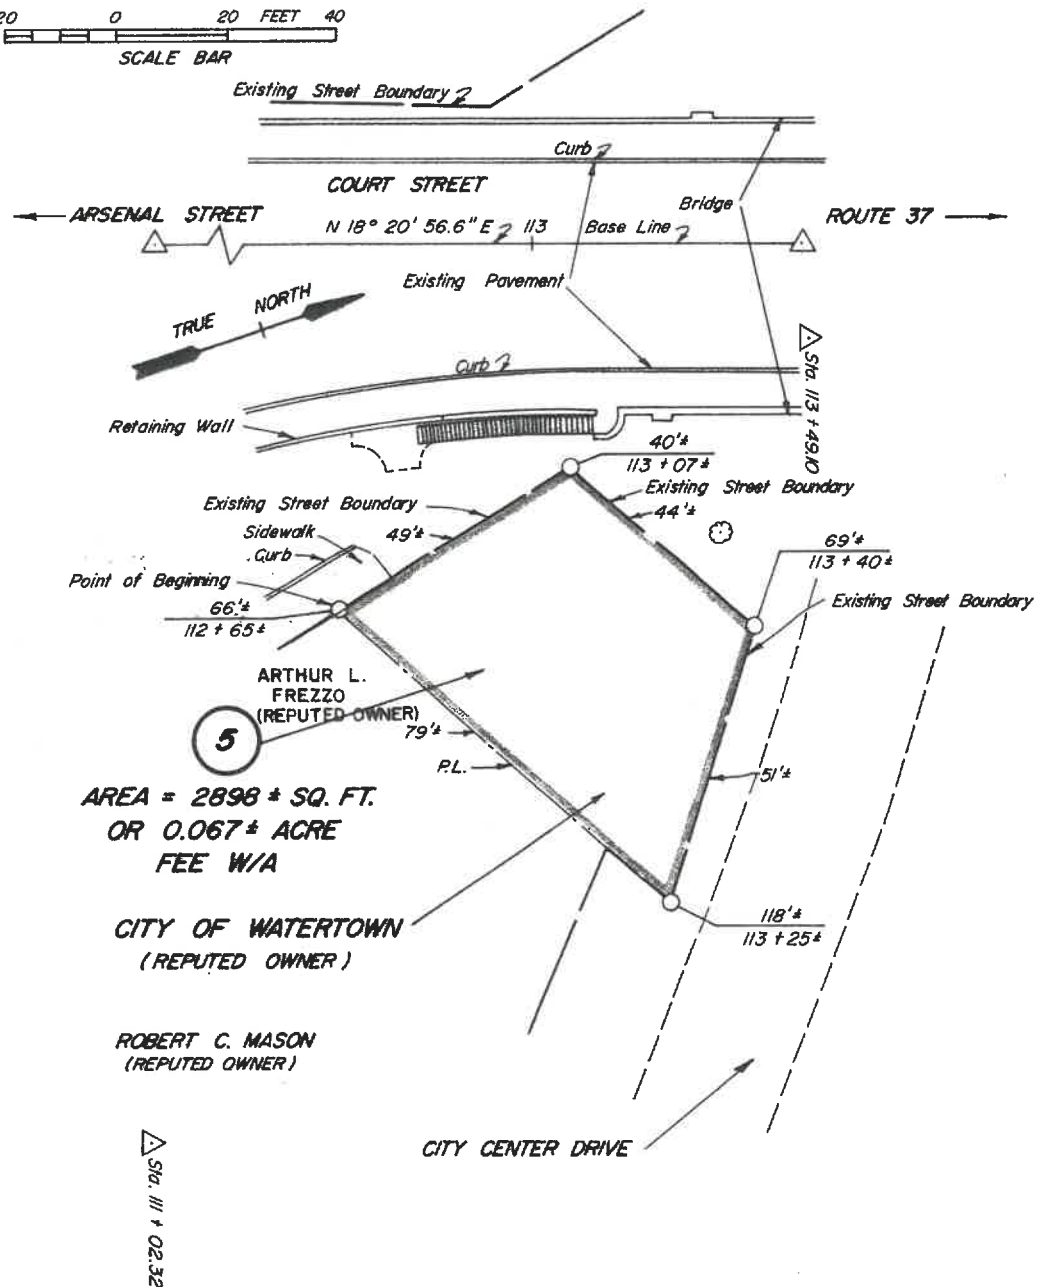 20 0 20 FEET 40
SCALE BAR
Existing Street Boundary
Curb
COURT STREET
Bridge
ARSENAL STREET
ROUTE 37
N 18° 20' 56.6" E
113
Base Line
Existing Pavement
TRUE NORTH
Sta. 113 + 49.10
Curb
Retaining Wall
40'±
113 + 07±
Existing Street Boundary
44'±
Existing Street Boundary
49'±
Sidewalk
Curb
69'±
113 + 40±
Point of Beginning
66'±
112 + 65±
Existing Street Boundary
ARTHUR L.
FREZZO
(REPUTED OWNER)
5
79'±
P.L.
51'±
AREA = 2898 ± SQ. FT.
OR 0.067± ACRE
FEE W/A
118'±
113 + 25±
CITY OF WATERTOWN
(REPUTED OWNER)
ROBERT C. MASON
(REPUTED OWNER)
CITY CENTER DRIVE
Sta. 111 + 02.32